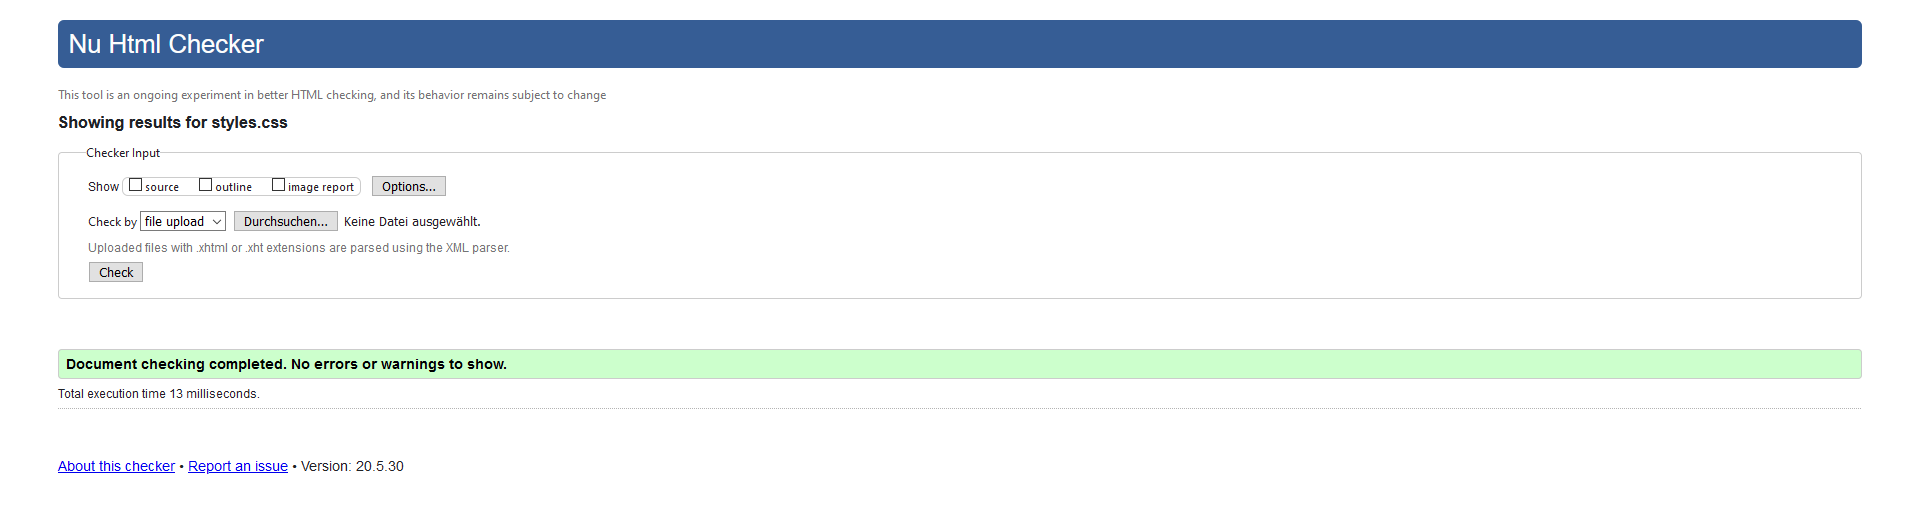 Nu Html Checker
This tool is an ongoing experiment in better HTML checking, and its behavior remains subject to change
Showing results for styles.css
Checker Input
Show source outline image report Options...
Check by file upload Durchsuchen... Keine Datei ausgewählt.
Uploaded files with .xhtml or .xht extensions are parsed using the XML parser.
Check
Document checking completed. No errors or warnings to show.
Total execution time 13 milliseconds.
About this checker • Report an issue • Version: 20.5.30